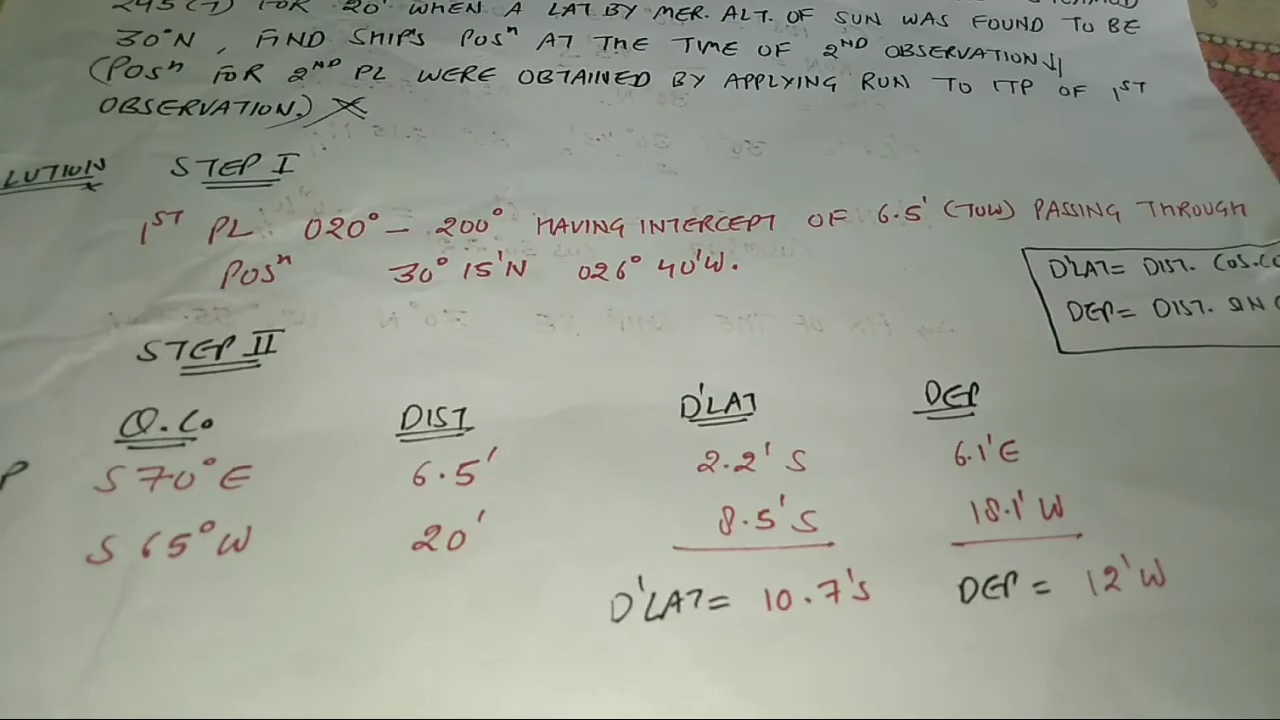 245 (T) FOR 20' WHEN A LAT BY MER. ALT. OF SUN WAS FOUND TO BE
30°N, FIND SHIP'S POSⁿ AT THE TIME OF 2ND OBSERVATION
(POSⁿ FOR 2ND PL WERE OBTAINED BY APPLYING RUN TO ITP OF 1ST
OBSERVATION.)
LUTION STEP I
1ST PL 020° - 200° HAVING INTERCEPT OF 6.5' (TOW) PASSING THROUGH
POSⁿ 30° 15'N 026° 40'W.
D'LAT = DIST. COS.CO
DEP = DIST. SIN
STEP II
Q.Co DIST D'LAT DEP
P S 70° E 6.5' 2.2' S 6.1' E
S 65° W 20' 8.5' S 18.1' W
D'LAT = 10.7'S DEP = 12' W